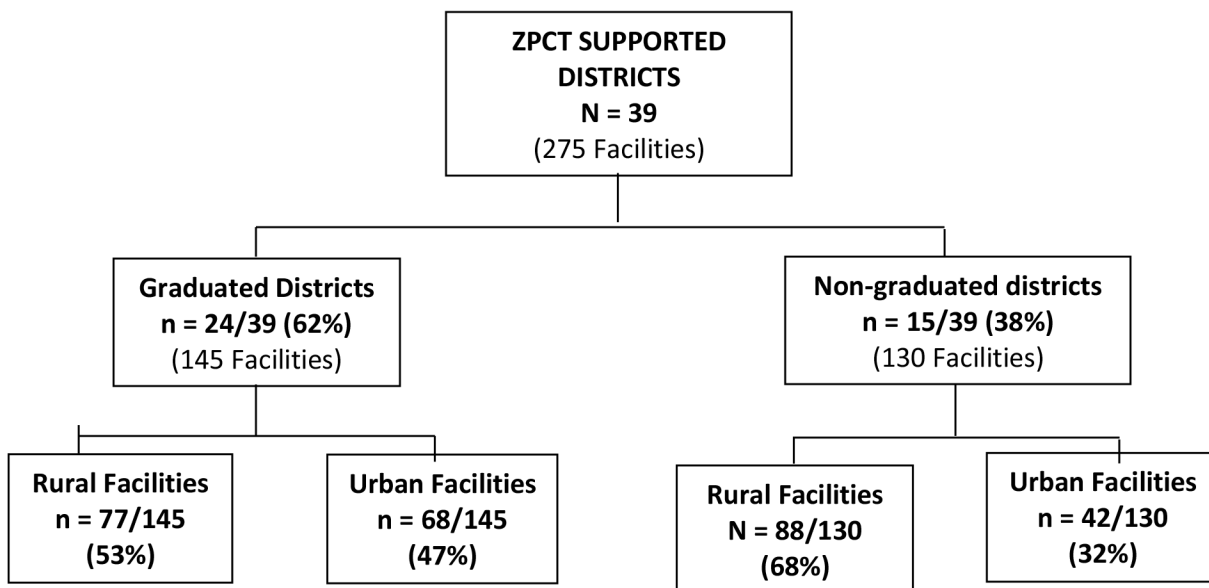 ZPCT SUPPORTED
DISTRICTS
N = 39
(275 Facilities)
Graduated Districts
n = 24/39 (62%)
(145 Facilities)
Non-graduated districts
n = 15/39 (38%)
(130 Facilities)
Rural Facilities
n = 77/145
(53%)
Urban Facilities
n = 68/145
(47%)
Rural Facilities
N = 88/130
(68%)
Urban Facilities
n = 42/130
(32%)